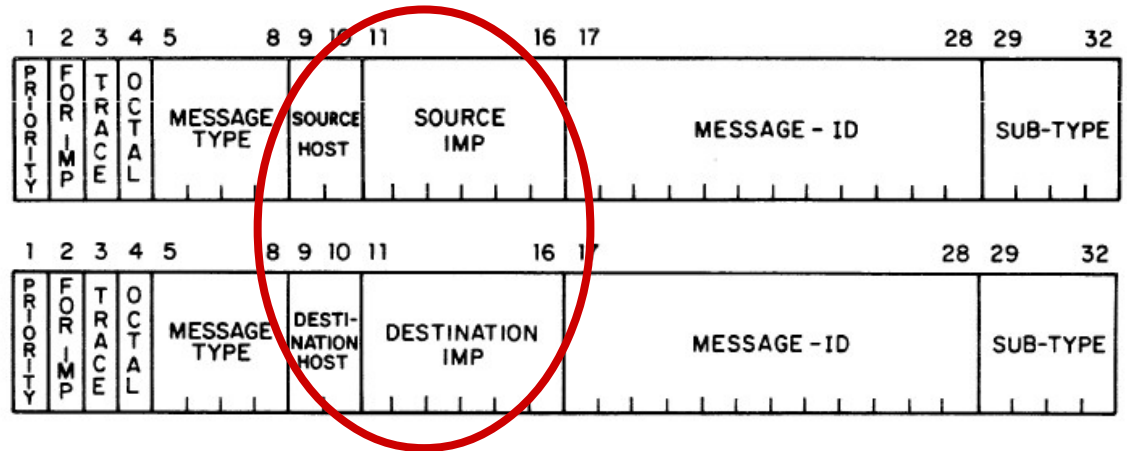 1 2 3 4 5 8 9 10 11 16 17 28 29 32
PRIORITY FOR IMP TRACE OCTAL MESSAGE TYPE SOURCE HOST SOURCE IMP MESSAGE - ID SUB-TYPE
1 2 3 4 5 8 9 10 11 16 17 28 29 32
PRIORITY FOR IMP TRACE OCTAL MESSAGE TYPE DESTI-NATION HOST DESTINATION IMP MESSAGE - ID SUB-TYPE